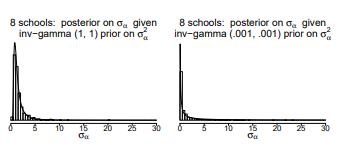 8 schools: posterior on σα given
inv−gamma (1, 1) prior on σα²
0 5 10 15 20 25 30
σα
8 schools: posterior on σα given
inv−gamma (.001, .001) prior on σα²
0 5 10 15 20 25 30
σα